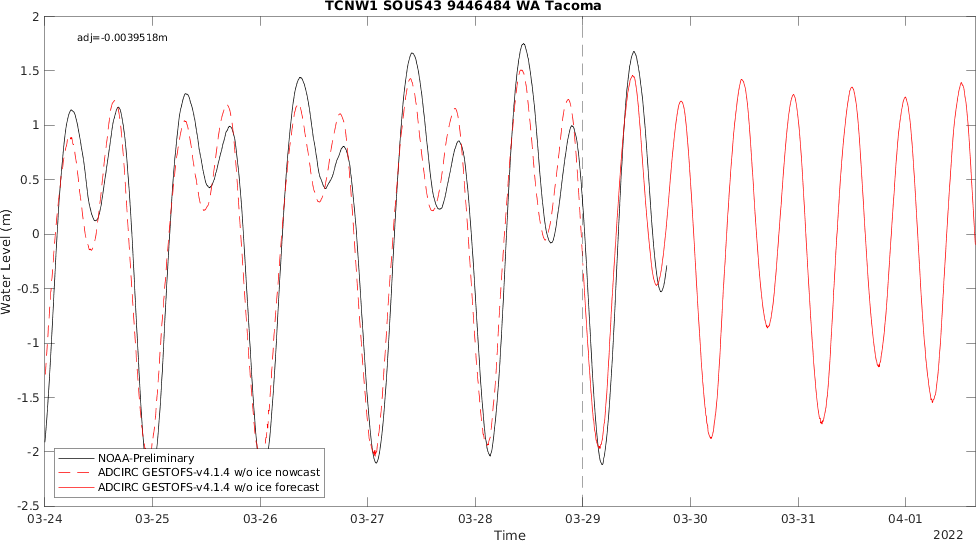 TCNW1 SOUS43 9446484 WA Tacoma
adj=-0.0039518m
2
1.5
1
0.5
0
-0.5
-1
-1.5
-2
-2.5
Water Level (m)
NOAA-Preliminary
ADCIRC GESTOFS-v4.1.4 w/o ice nowcast
ADCIRC GESTOFS-v4.1.4 w/o ice forecast
03-24 03-25 03-26 03-27 03-28 03-29 03-30 03-31 04-01
Time
2022